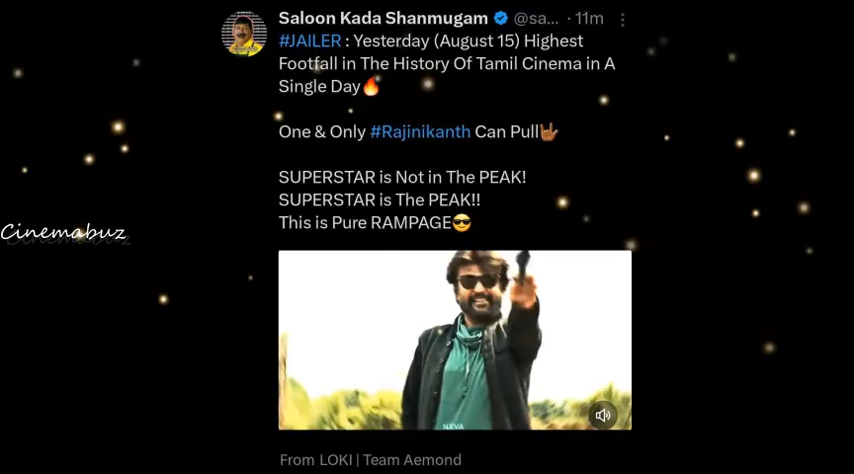 Saloon Kada Shanmugam @sa... · 11m
#JAILER : Yesterday (August 15) Highest
Footfall in The History Of Tamil Cinema in A
Single Day🔥
One & Only #Rajinikanth Can Pull🤘🏾
SUPERSTAR is Not in The PEAK!
SUPERSTAR is The PEAK!!
This is Pure RAMPAGE😎
Cinemabuz
NXVA
From LOKI | Team Aemond